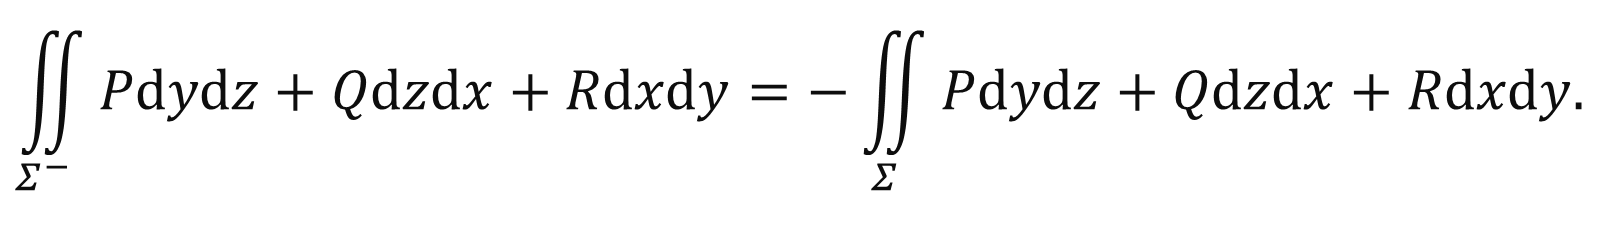 ∬_{Σ⁻} Pdydz + Qdzdx + Rdxdy = − ∬_{Σ} Pdydz + Qdzdx + Rdxdy.